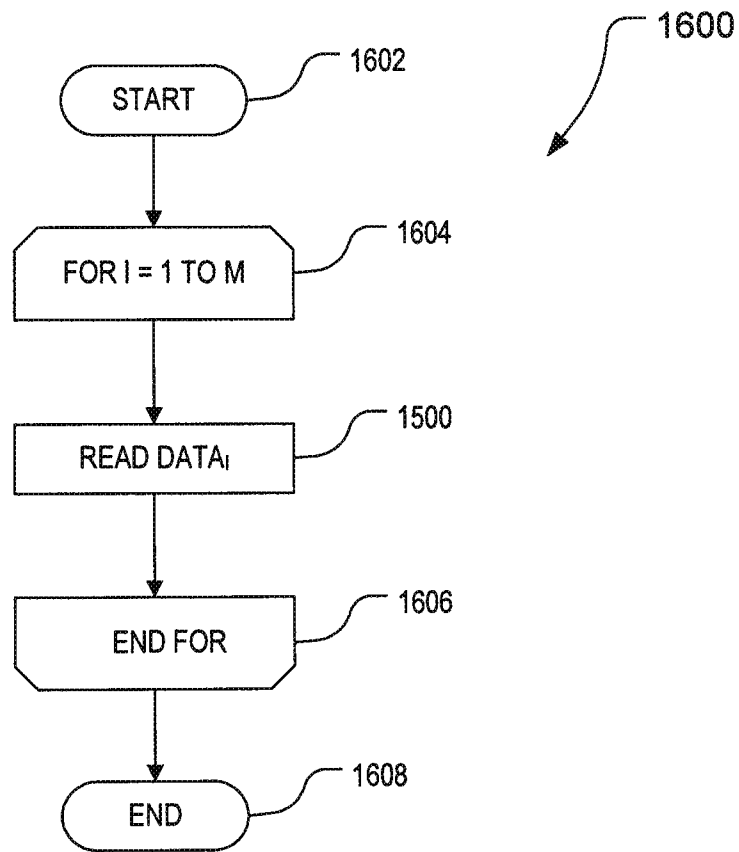 1600
1602
START
1604
FOR I = 1 TO M
1500
READ DATAI
1606
END FOR
1608
END